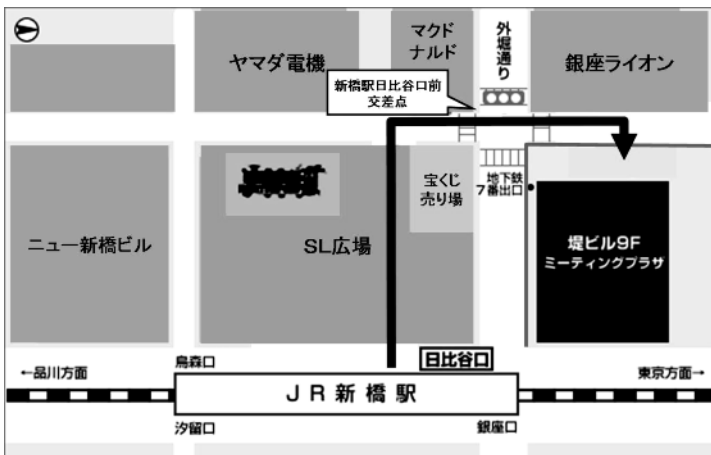 マクド
ナルド
外堀通り
ヤマダ電機
銀座ライオン
新橋駅日比谷口前
交差点
宝くじ
売り場
地下鉄
7番出口
ニュー新橋ビル
SL広場
堤ビル9F
ミーティングプラザ
烏森口
日比谷口
←品川方面
東京方面→
JR新橋駅
汐留口
銀座口